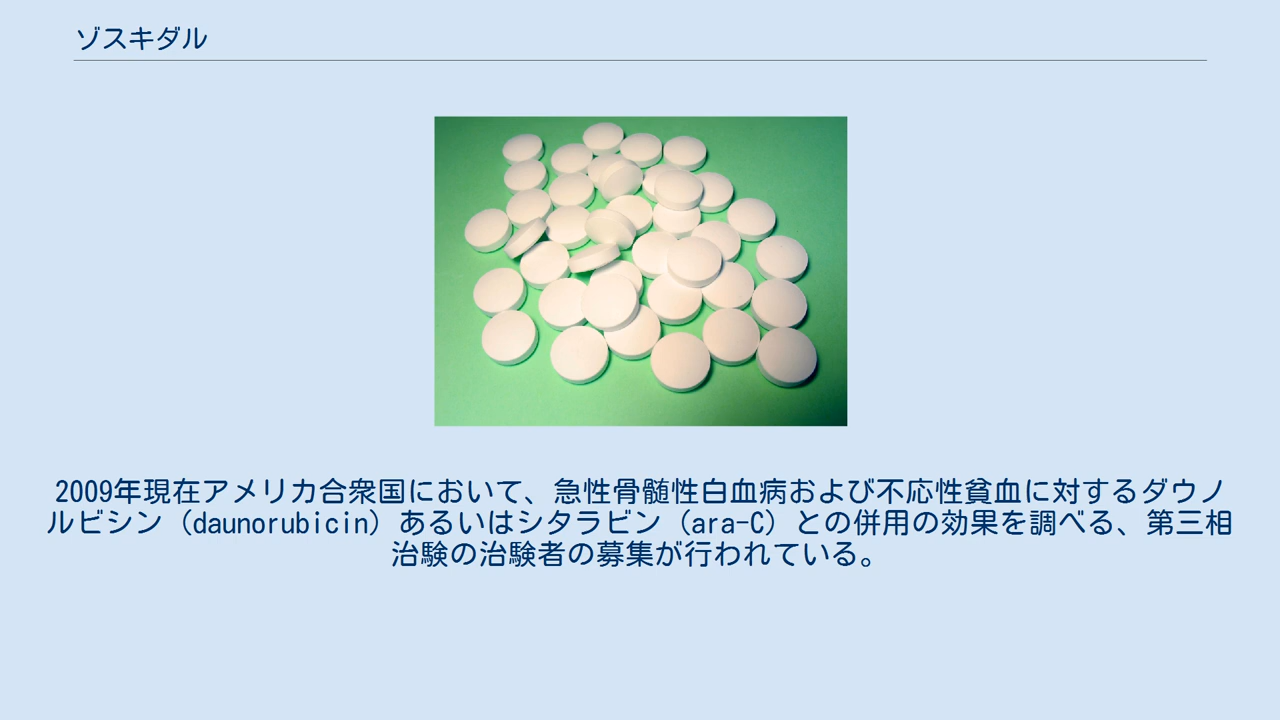 ゾスキダル
2009年現在アメリカ合衆国において、急性骨髄性白血病および不応性貧血に対するダウノ
ルビシン（daunorubicin）あるいはシタラビン（ara-C）との併用の効果を調べる、第三相
治験の治験者の募集が行われている。